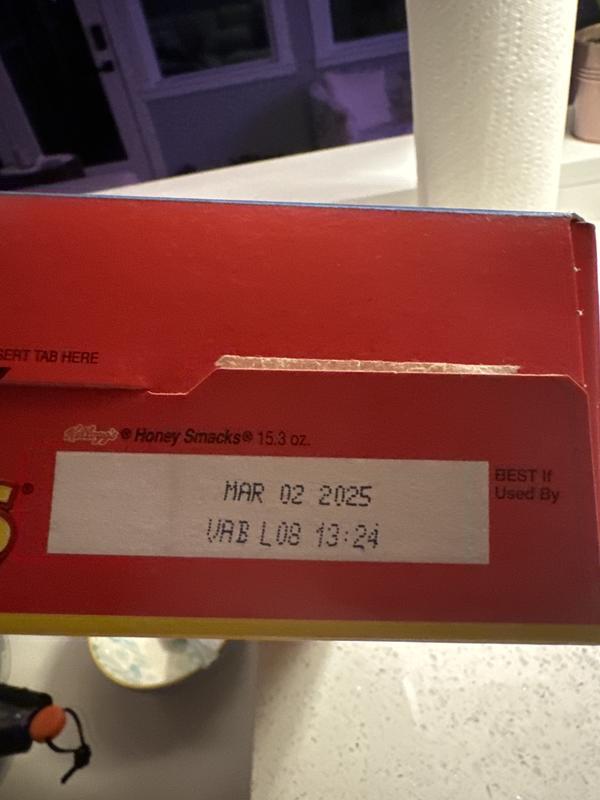 SERT TAB HERE
Kellogg's® Honey Smacks® 15.3 oz.
S®
MAR 02 2025
VAB L08 13:24
BEST If
Used By